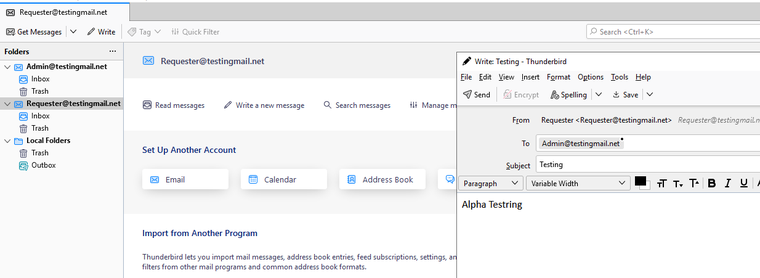 Requester@testingmail.net
Get Messages Write Tag Quick Filter Search <Ctrl+K>
Folders
Admin@testingmail.net
Inbox
Trash
Requester@testingmail.net
Inbox
Trash
Local Folders
Trash
Outbox
Requester@testingmail.net
Read messages Write a new message Search messages Manage m
Set Up Another Account
Email Calendar Address Book
Import from Another Program
Thunderbird lets you import mail messages, address book entries, feed subscriptions, settings, an
filters from other mail programs and common address book formats.
Write: Testing - Thunderbird
File Edit View Insert Format Options Tools Help
Send Encrypt Spelling Save
From Requester <Requester@testingmail.net> Requester@testingmail.n
To Admin@testingmail.net
Subject Testing
Paragraph Variable Width B I U
Alpha Testring